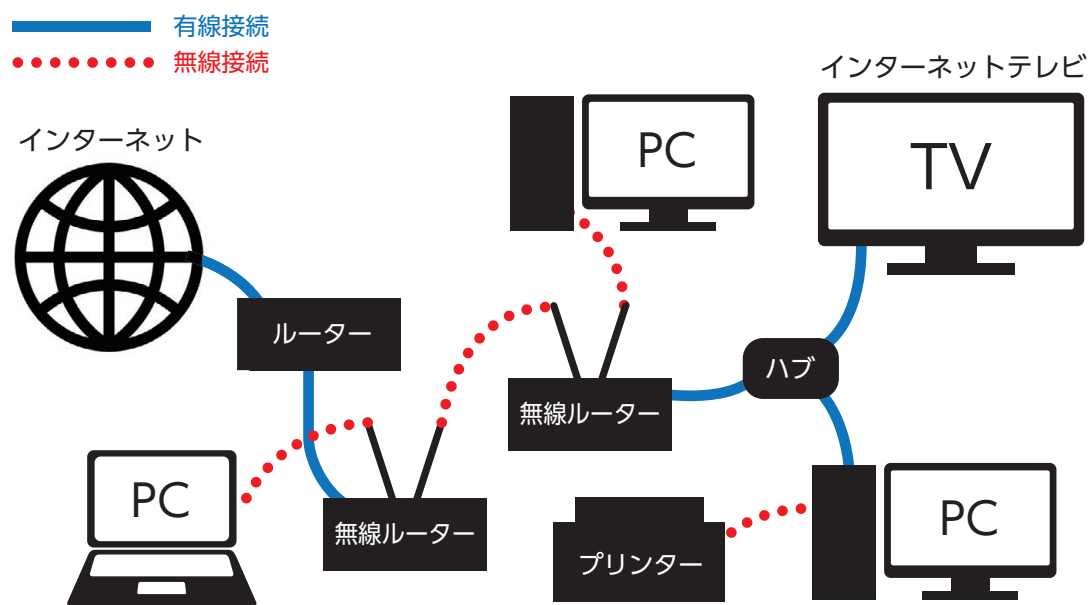 有線接続
無線接続
インターネットテレビ
インターネット
PC
TV
ルーター
ハブ
無線ルーター
PC
無線ルーター
プリンター
PC